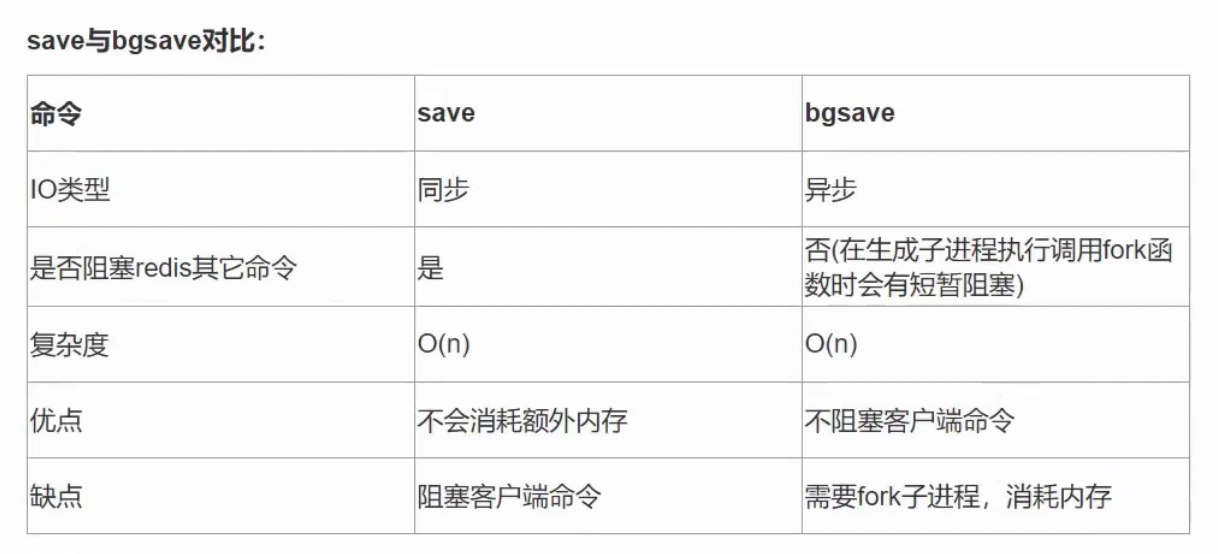 save与bgsave对比：
命令 save bgsave
IO类型 同步 异步
是否阻塞redis其它命令 是 否(在生成子进程执行调用fork函
数时会有短暂阻塞)
复杂度 O(n) O(n)
优点 不会消耗额外内存 不阻塞客户端命令
缺点 阻塞客户端命令 需要fork子进程，消耗内存